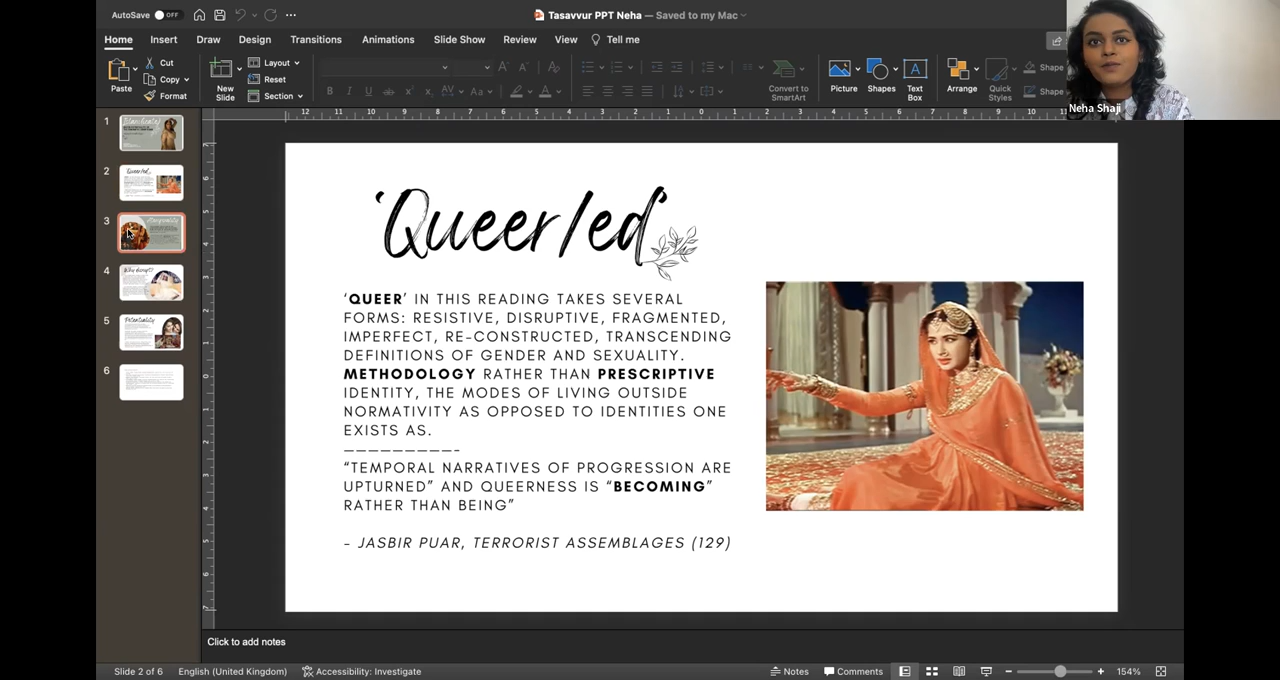 AutoSave OFF
Tasavvur PPT Neha — Saved to my Mac
Home Insert Draw Design Transitions Animations Slide Show Review View Tell me
Paste
Cut
Copy
Format
New
Slide
Layout
Reset
Section
B I U
Convert to
SmartArt
Picture
Shapes
Text
Box
Arrange
Quick
Styles
Shape
Shape
Neha Shaji
1
2
3
4
5
6
‘Queer/ed’
‘QUEER’ IN THIS READING TAKES SEVERAL
FORMS: RESISTIVE, DISRUPTIVE, FRAGMENTED,
IMPERFECT, RE-CONSTRUCTED, TRANSCENDING
DEFINITIONS OF GENDER AND SEXUALITY.
METHODOLOGY RATHER THAN PRESCRIPTIVE
IDENTITY, THE MODES OF LIVING OUTSIDE
NORMATIVITY AS OPPOSED TO IDENTITIES ONE
EXISTS AS.
—————————-
“TEMPORAL NARRATIVES OF PROGRESSION ARE
UPTURNED” AND QUEERNESS IS “BECOMING”
RATHER THAN BEING”
- JASBIR PUAR, TERRORIST ASSEMBLAGES (129)
Click to add notes
Slide 2 of 6 English (United Kingdom) Accessibility: Investigate Notes Comments 154%